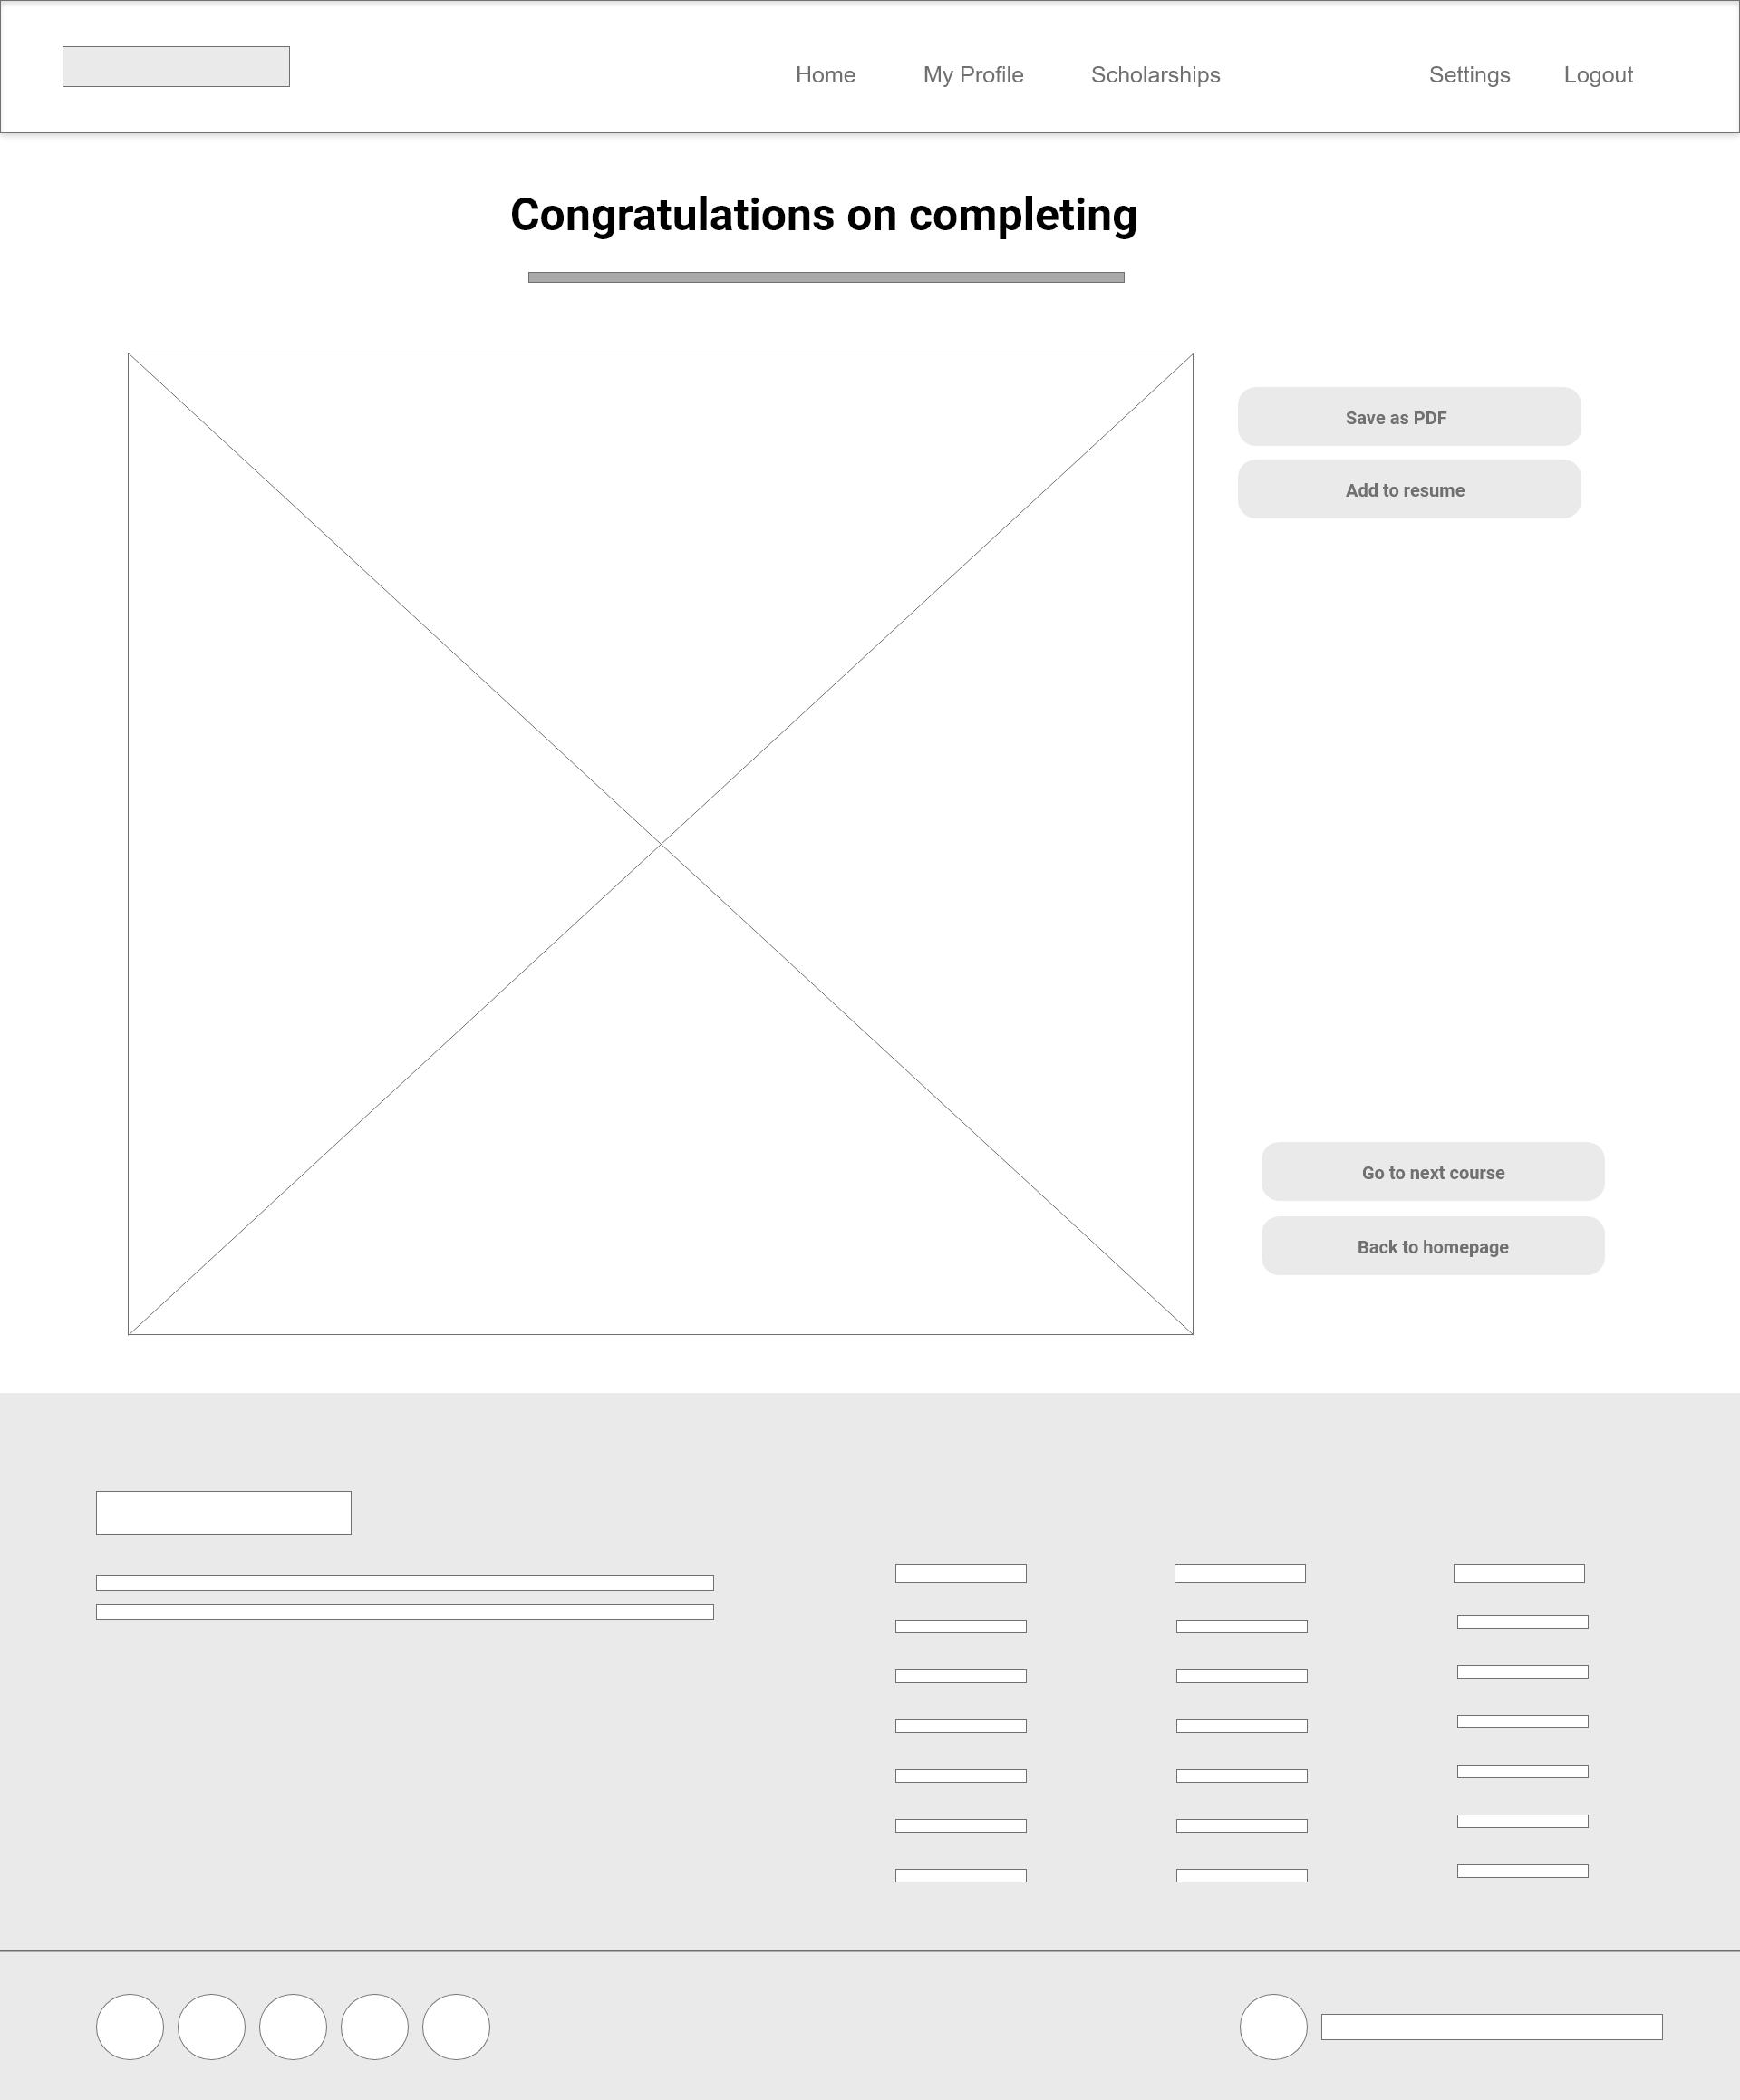 Home My Profile Scholarships Settings Logout
Congratulations on completing
Save as PDF
Add to resume
Go to next course
Back to homepage